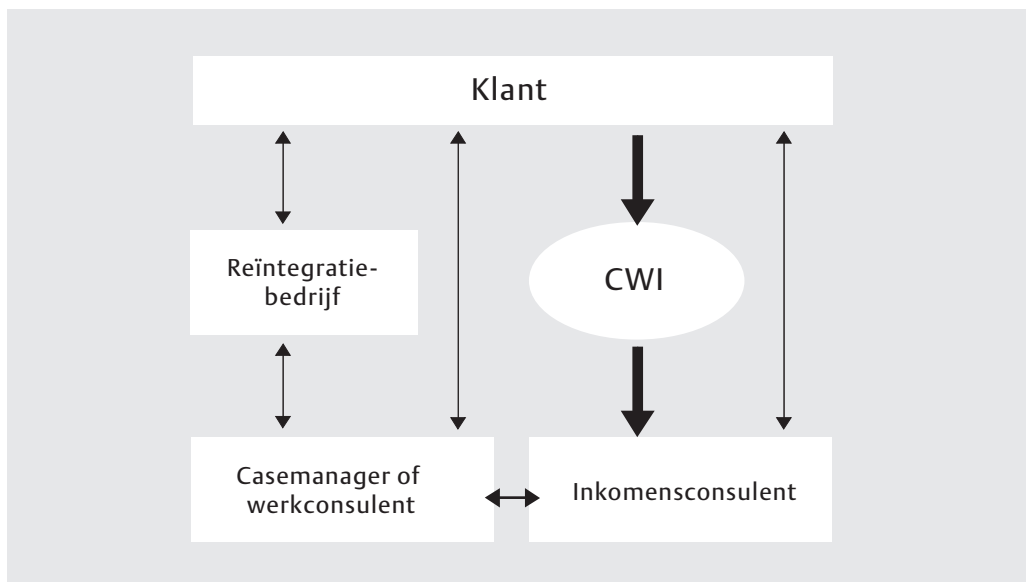 Klant
Reïntegratie-
bedrijf
CWI
Casemanager of
werkconsulent
Inkomensconsulent